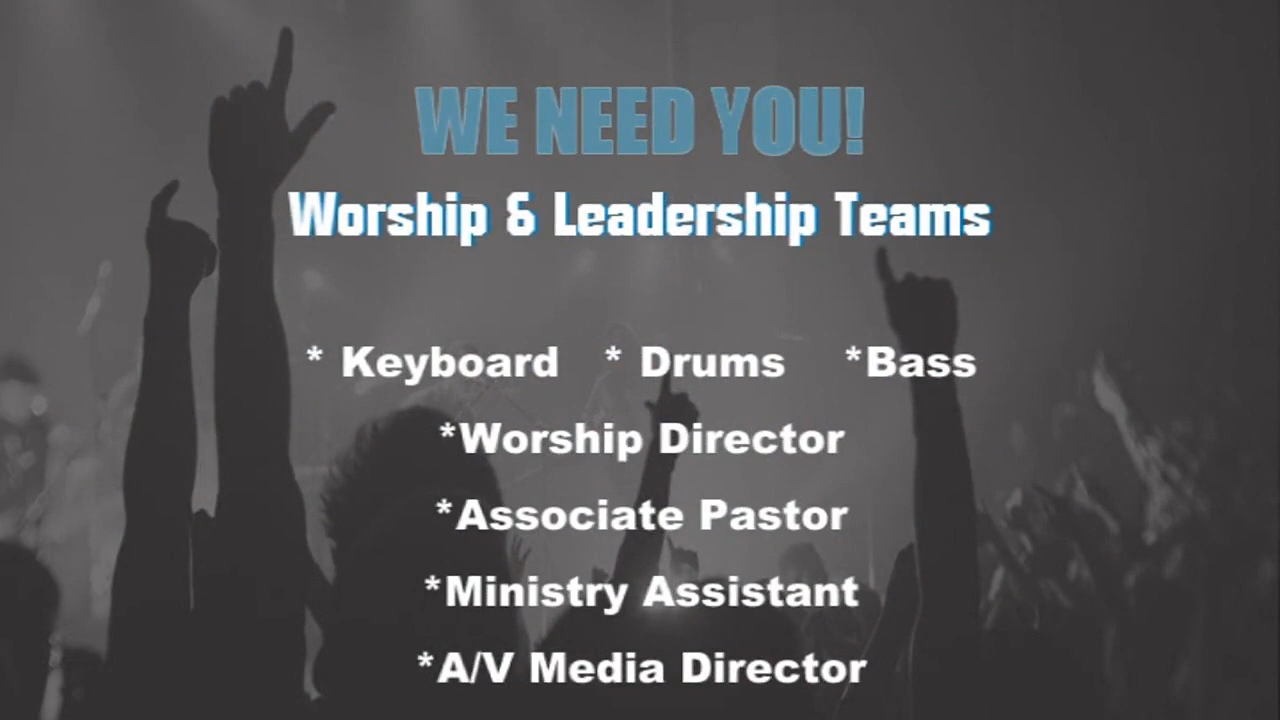 WE NEED YOU!
Worship & Leadership Teams
* Keyboard * Drums *Bass
*Worship Director
*Associate Pastor
*Ministry Assistant
*A/V Media Director